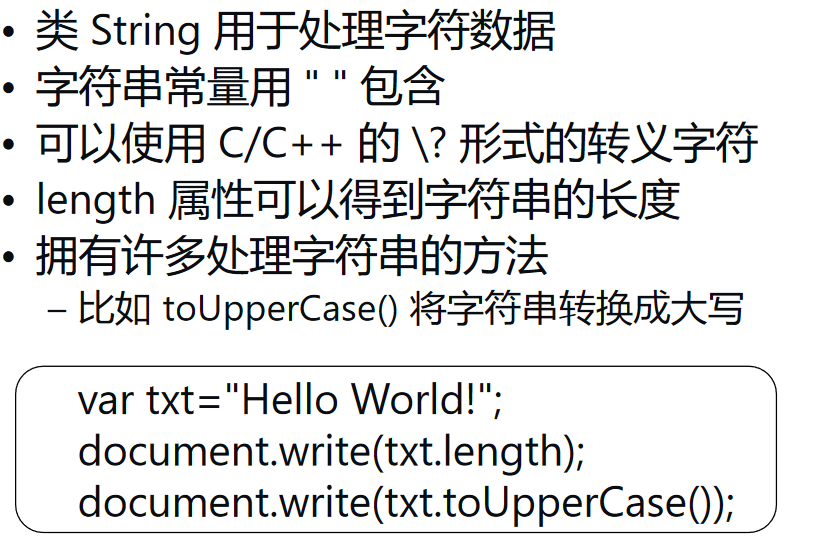 • 类 String 用于处理字符数据
• 字符串常量用 " " 包含
• 可以使用 C/C++ 的 \? 形式的转义字符
• length 属性可以得到字符串的长度
• 拥有许多处理字符串的方法
– 比如 toUpperCase() 将字符串转换成大写
var txt="Hello World!";
document.write(txt.length);
document.write(txt.toUpperCase());